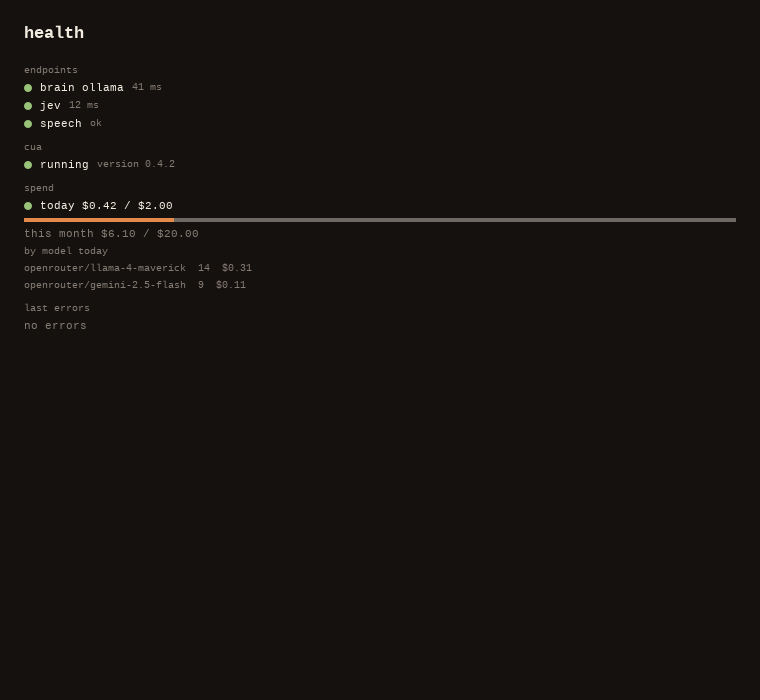 health
endpoints
brain ollama 41 ms
jev 12 ms
speech ok
cua
running version 0.4.2
spend
today $0.42 / $2.00
this month $6.10 / $20.00
by model today
openrouter/llama-4-maverick 14 $0.31
openrouter/gemini-2.5-flash 9 $0.11
last errors
no errors